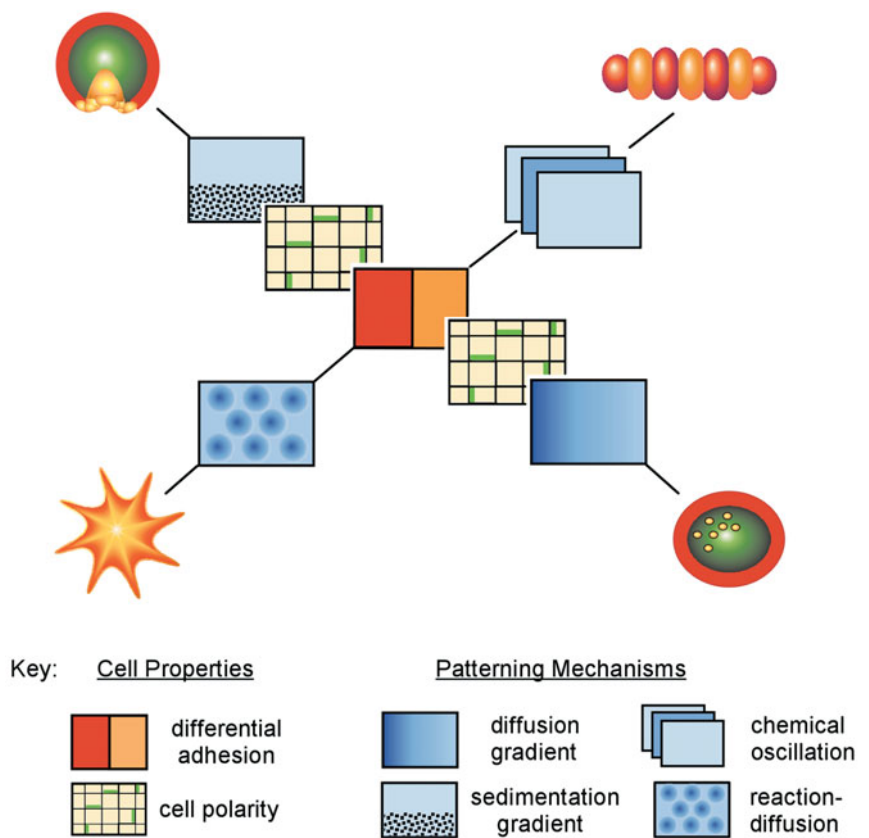 Key: Cell Properties Patterning Mechanisms
differential
adhesion
diffusion
gradient
chemical
oscillation
cell polarity
sedimentation
gradient
reaction-
diffusion